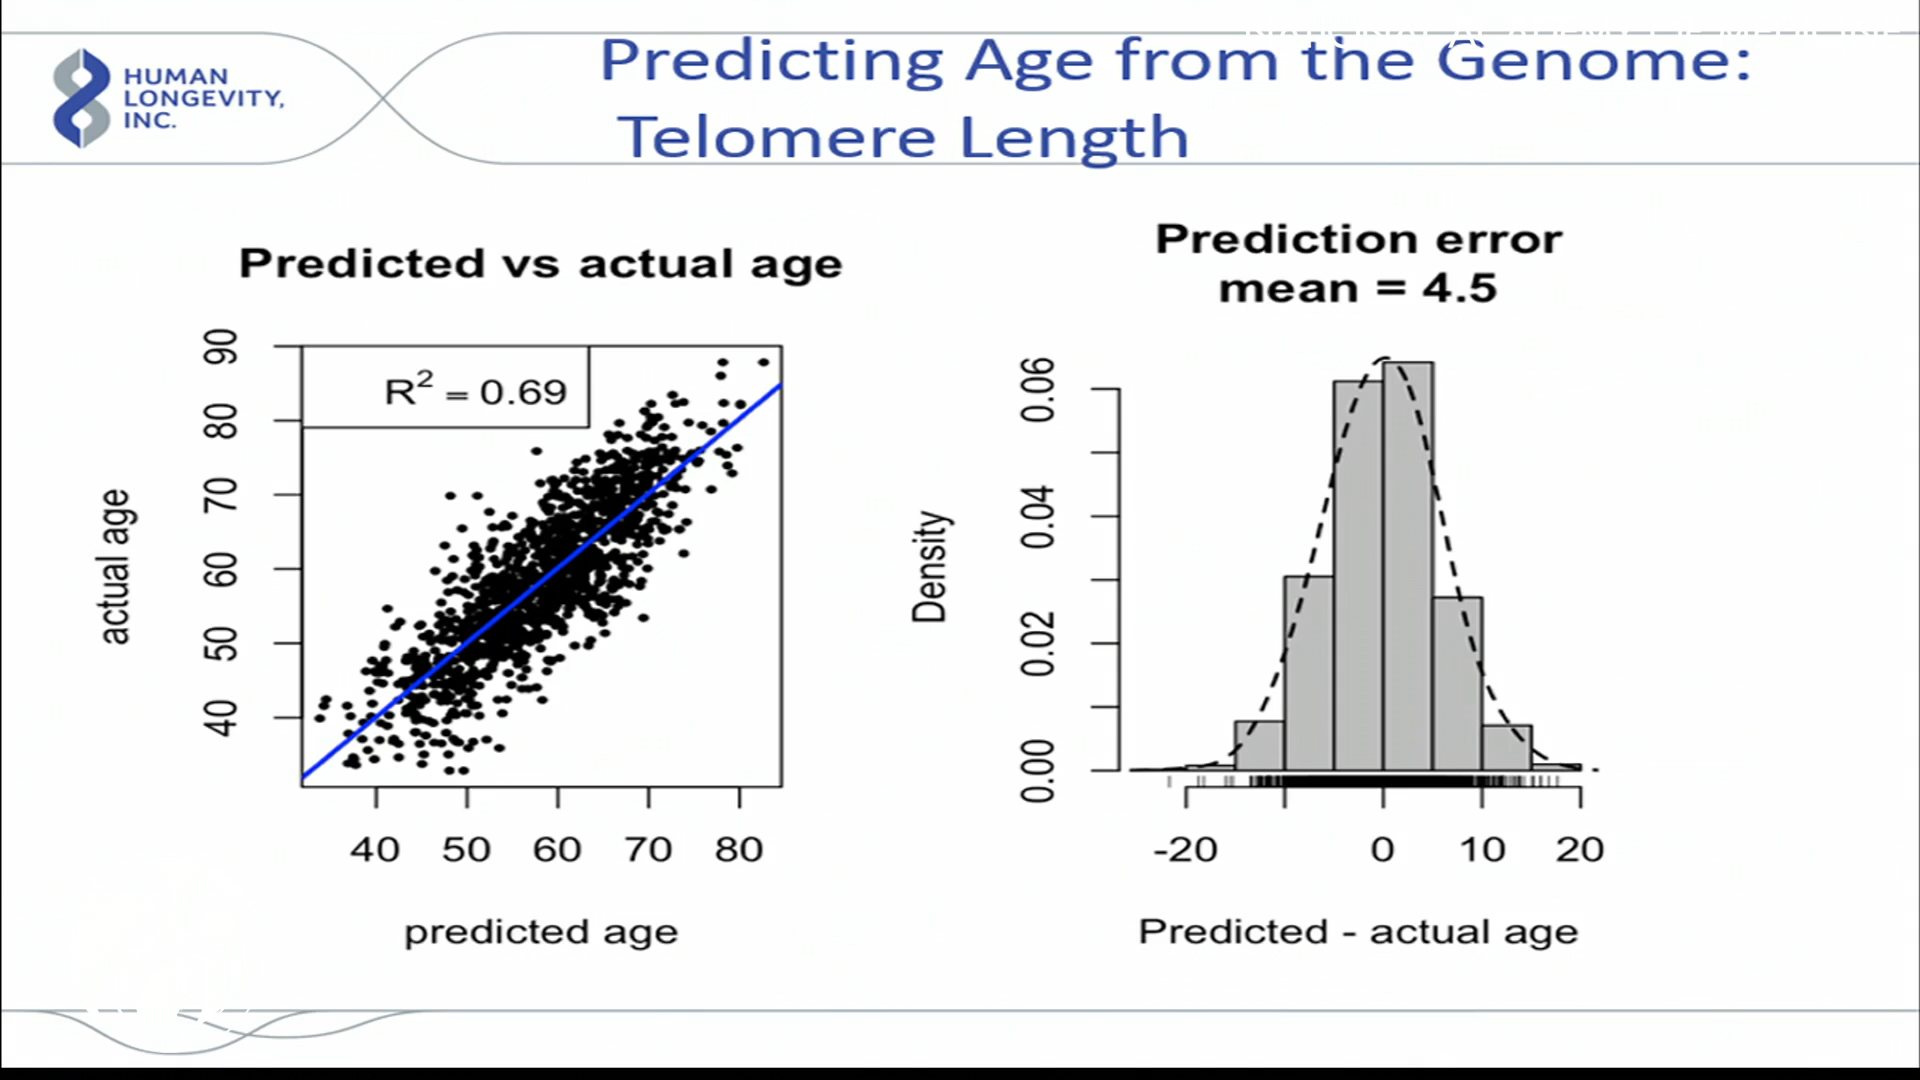 Predicting Age from the Genome:
Telomere Length
HUMAN
LONGEVITY,
INC.
Predicted vs actual age
R² = 0.69
actual age
90
80
70
60
50
40
40 50 60 70 80
predicted age
Prediction error
mean = 4.5
Density
0.06
0.04
0.02
0.00
-20 0 10 20
Predicted - actual age